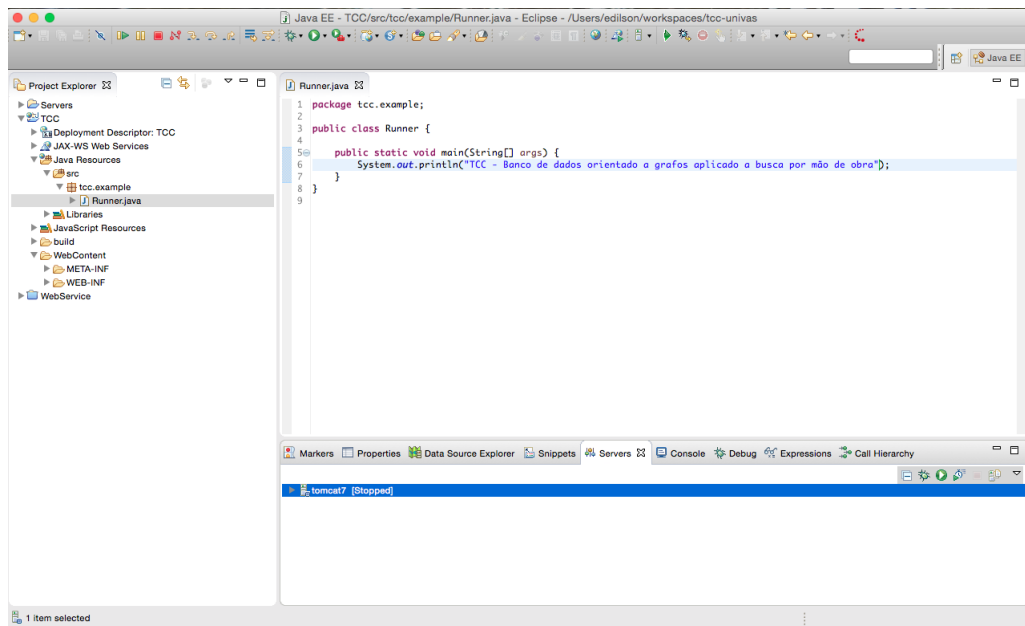 Java EE - TCC/src/tcc/example/Runner.java - Eclipse - /Users/edilson/workspaces/tcc-univas
Java EE
Project Explorer
Servers
TCC
Deployment Descriptor: TCC
JAX-WS Web Services
Java Resources
src
tcc.example
Runner.java
Libraries
JavaScript Resources
build
WebContent
META-INF
WEB-INF
WebService
Runner.java
1 package tcc.example;
2
3 public class Runner {
4
5 public static void main(String[] args) {
6 System.out.println("TCC - Banco de dados orientado a grafos aplicado a busca por mão de obra");
7 }
8 }
9
Markers Properties Data Source Explorer Snippets Servers Console Debug Expressions Call Hierarchy
tomcat7 [Stopped]
1 item selected